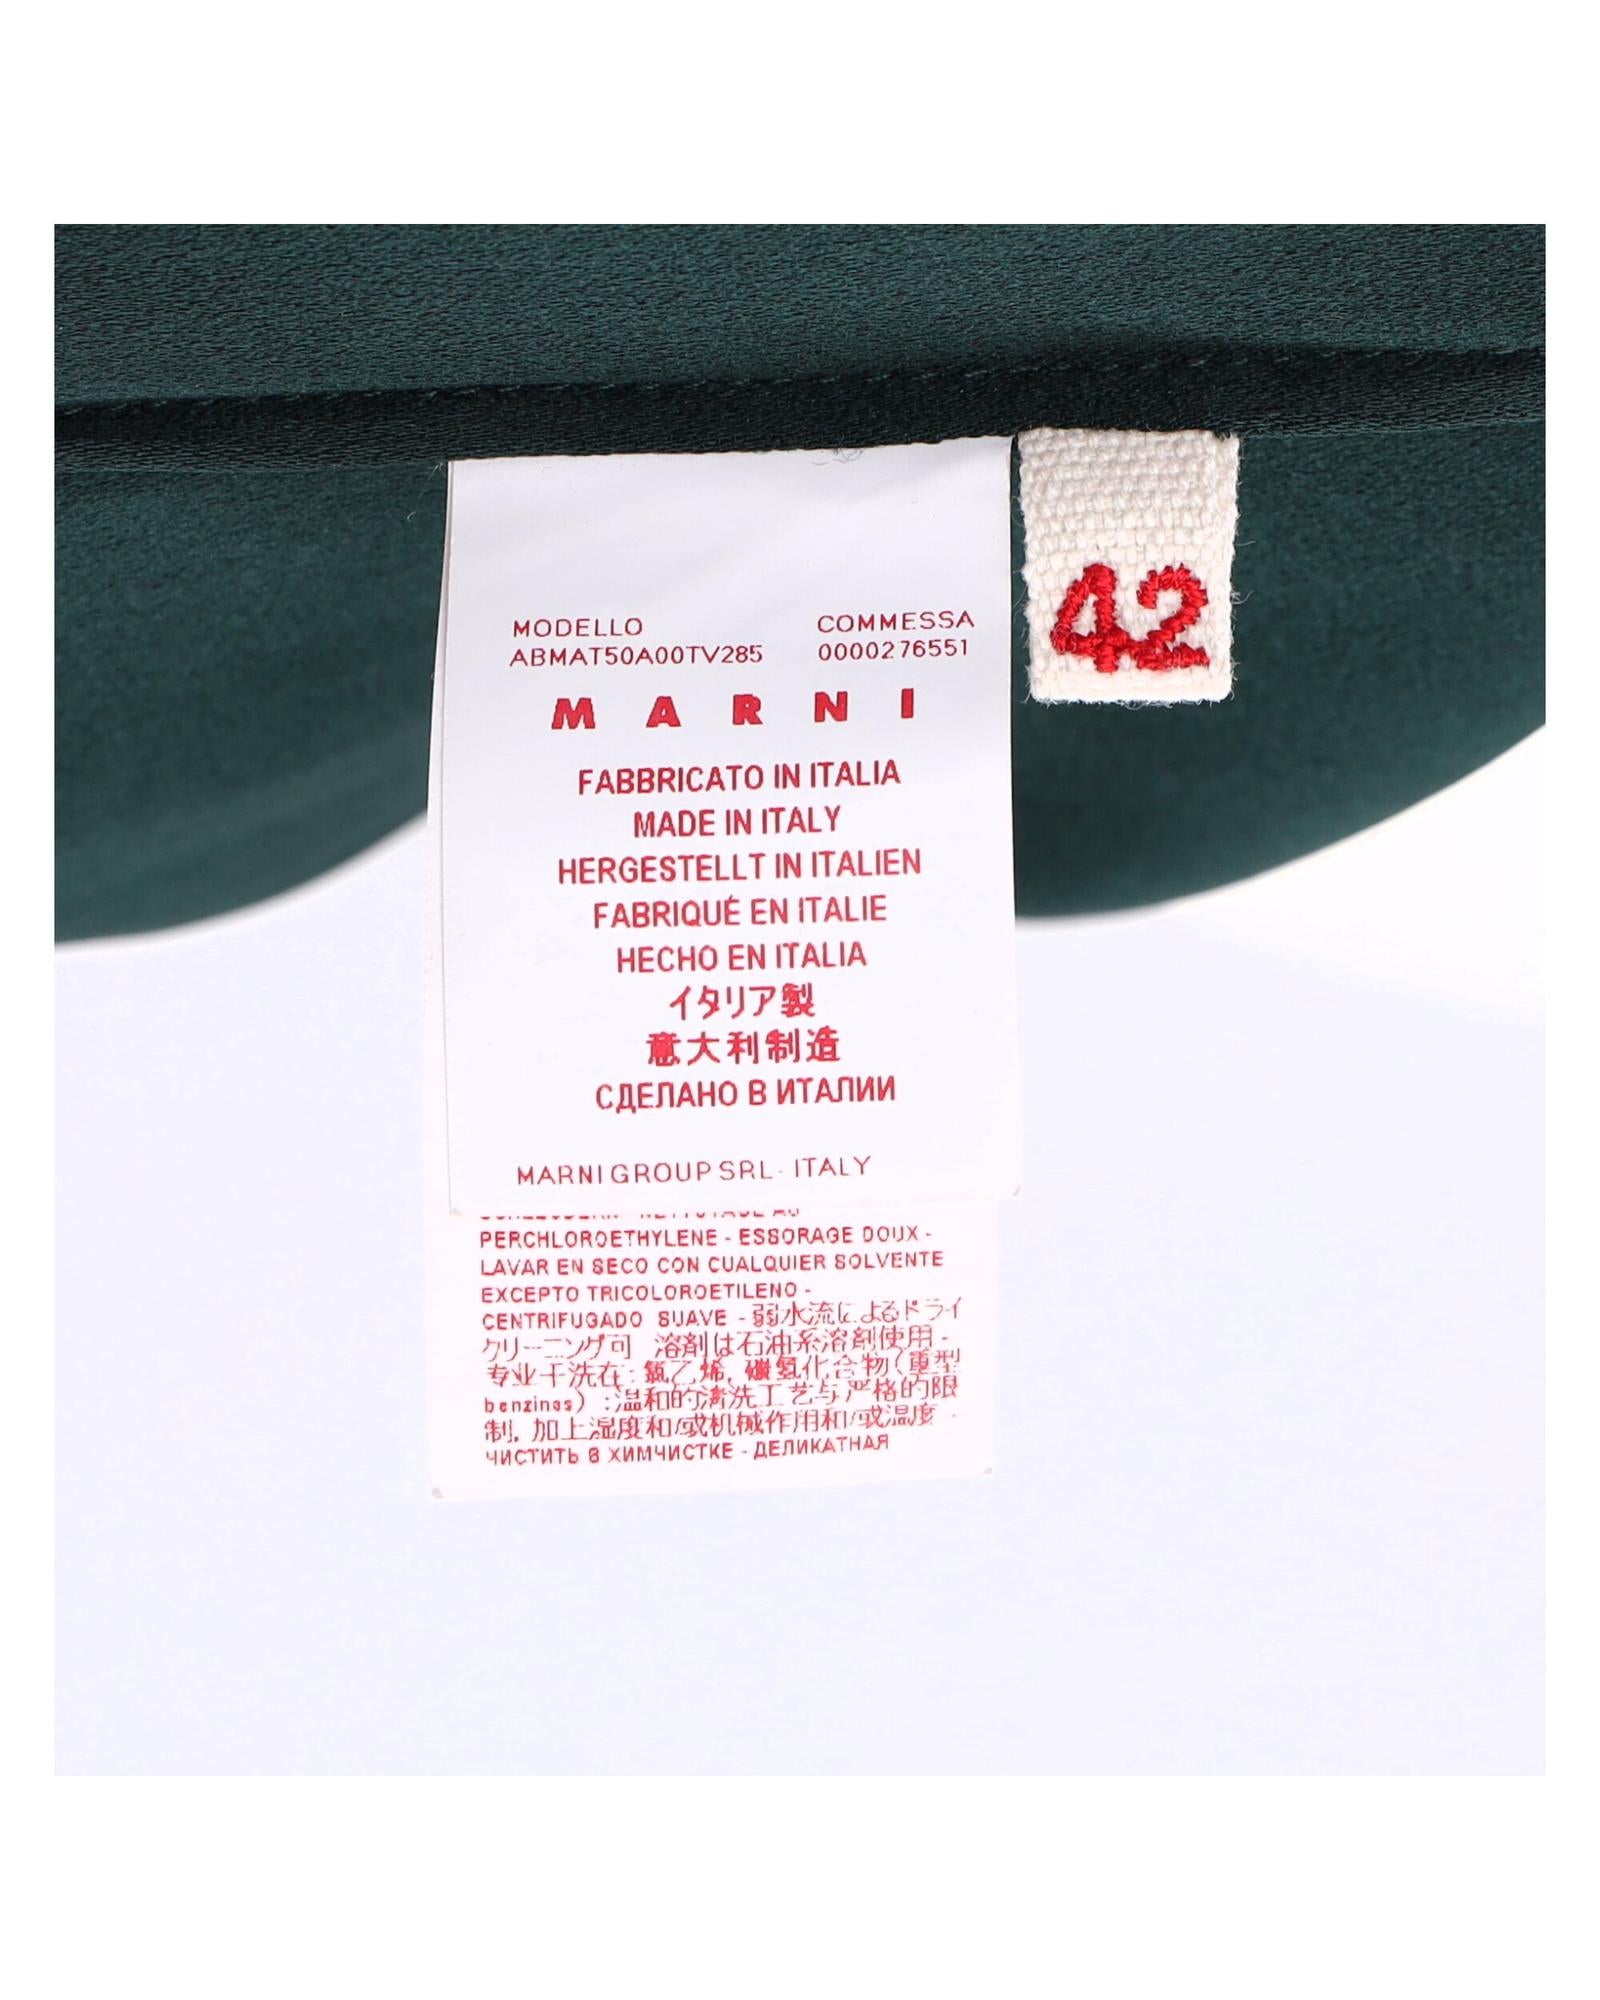 MODELLO COMMESSA
ABMAT50A00TV285 0000276551
42
MARNI
FABBRICATO IN ITALIA
MADE IN ITALY
HERGESTELLT IN ITALIEN
FABRIQUÉ EN ITALIE
HECHO EN ITALIA
イタリア製
意大利制造
СДЕЛАНО В ИТАЛИИ
MARNI GROUP SRL - ITALY
PERCHLOROETHYLENE - ESSORAGE DOUX -
LAVAR EN SECO CON CUALQUIER SOLVENTE
EXCEPTO TRICOLOROETILENO -
CENTRIFUGADO SUAVE - 弱水流によるドライ
クリーニング可 溶剤は石油系溶剤使用 -
专业干洗在: 氯乙烯, 碳氢化合物(重型
benzines) :温和的清洗工艺与严格的限
制, 加上湿度和/或机械作用和/或温度 -
ЧИСТИТЬ В ХИМЧИСТКЕ - ДЕЛИКАТНАЯ